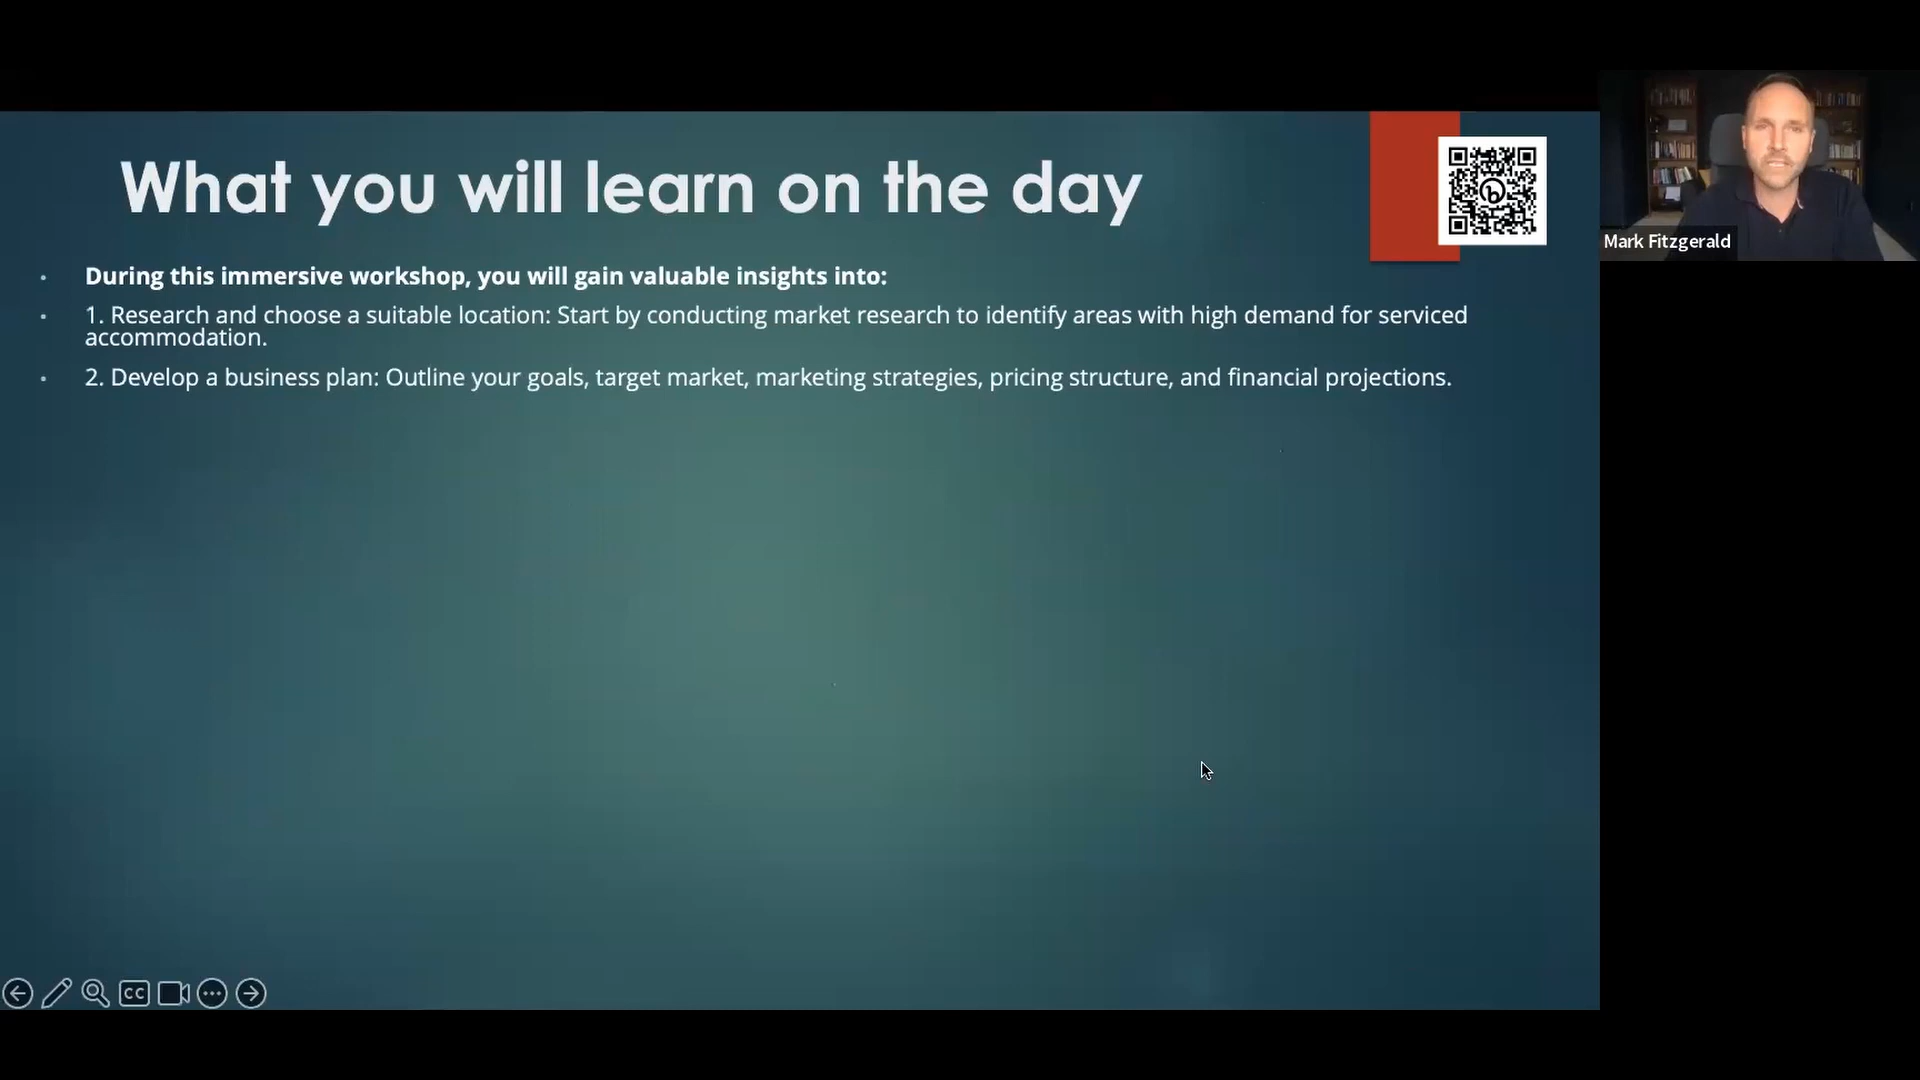 What you will learn on the day
During this immersive workshop, you will gain valuable insights into:
1. Research and choose a suitable location: Start by conducting market research to identify areas with high demand for serviced
accommodation.
2. Develop a business plan: Outline your goals, target market, marketing strategies, pricing structure, and financial projections.
Mark Fitzgerald
CC